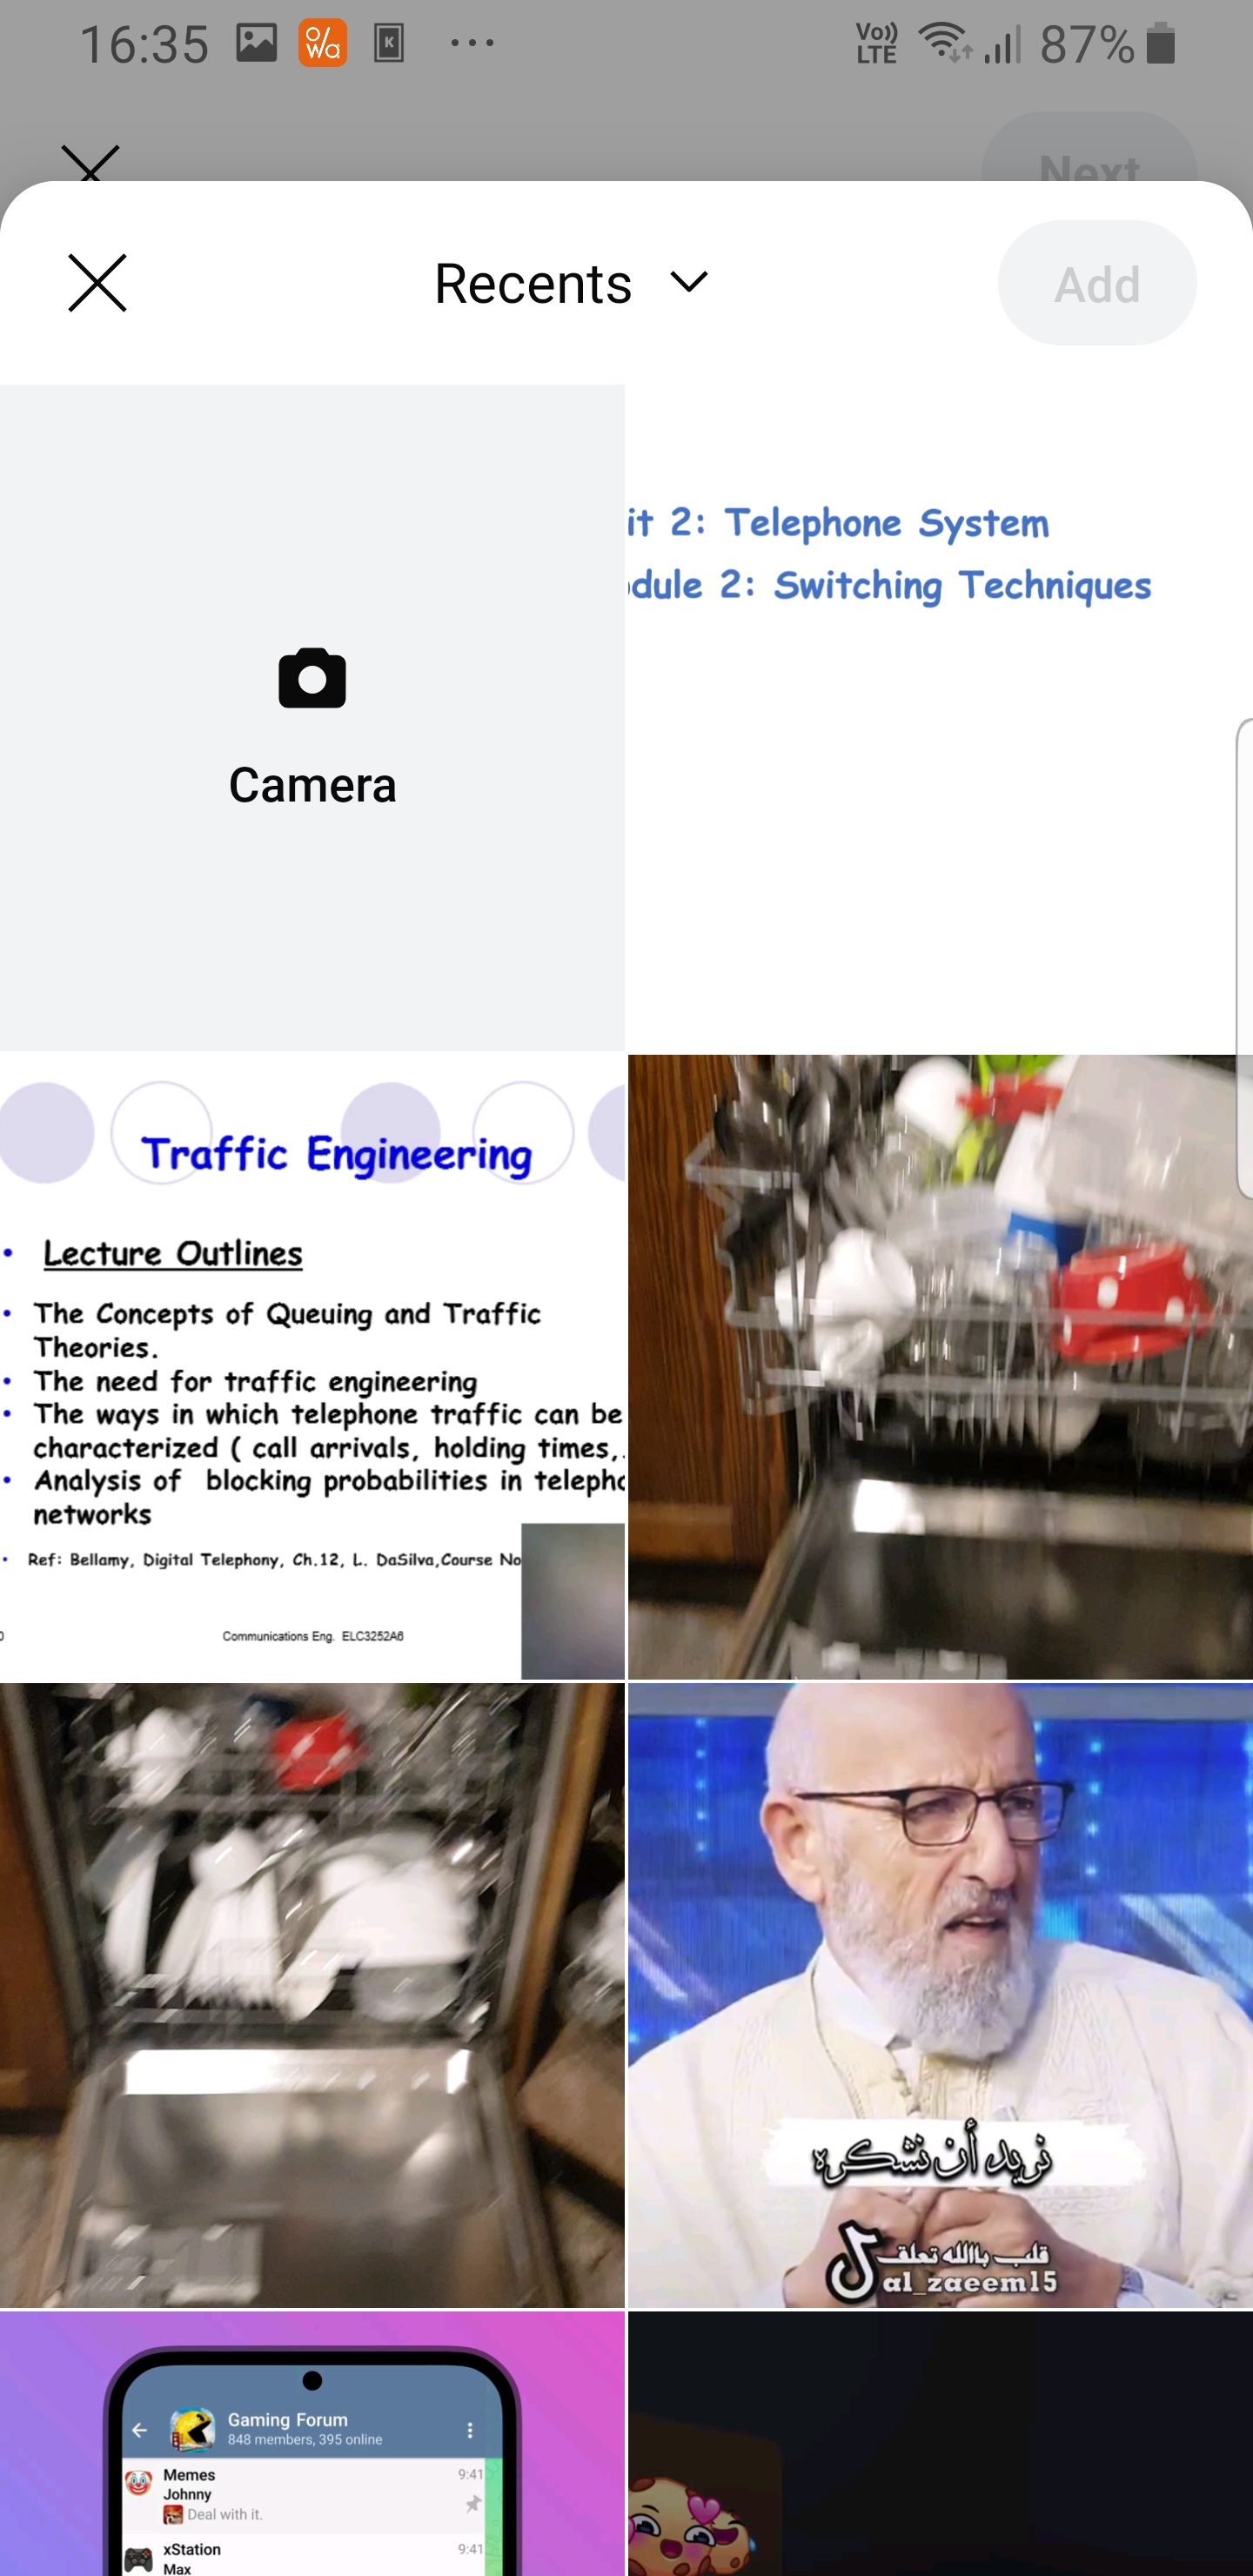 16:35
Vo)) LTE
87%
Next
Recents
Add
Camera
it 2: Telephone System
dule 2: Switching Techniques
Traffic Engineering
• Lecture Outlines
• The Concepts of Queuing and Traffic
Theories.
• The need for traffic engineering
• The ways in which telephone traffic can be
characterized ( call arrivals, holding times,.
• Analysis of blocking probabilities in telepho
networks
• Ref: Bellamy, Digital Telephony, Ch.12, L. DaSilva,Course No
Communications Eng. ELC3252A6
نريد أن نشكره
قلب باالله تعلق
al_zaeem15
Gaming Forum
848 members, 395 online
Memes
9:41
Johnny
Deal with it.
xStation
9:41
Max